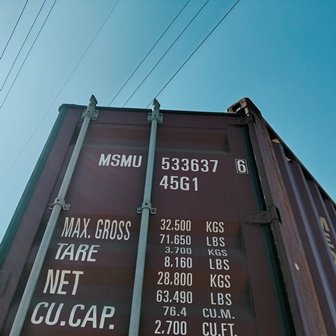 MSMU 533637 6
45G1
MAX. GROSS 32.500 KGS
71.650 LBS
TARE 3.700 KGS
8.160 LBS
NET 28.800 KGS
63.490 LBS
CU.CAP. 76.4 CU.M.
2.700 CU.FT.